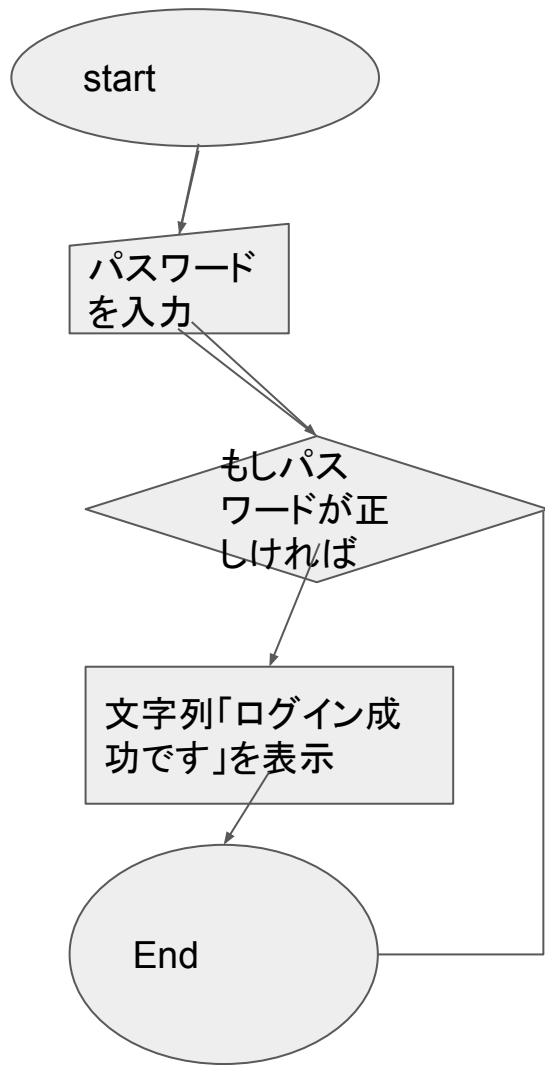 start
パスワード
を入力
もしパス
ワードが正
しければ
文字列「ログイン成
功です」を表示
End